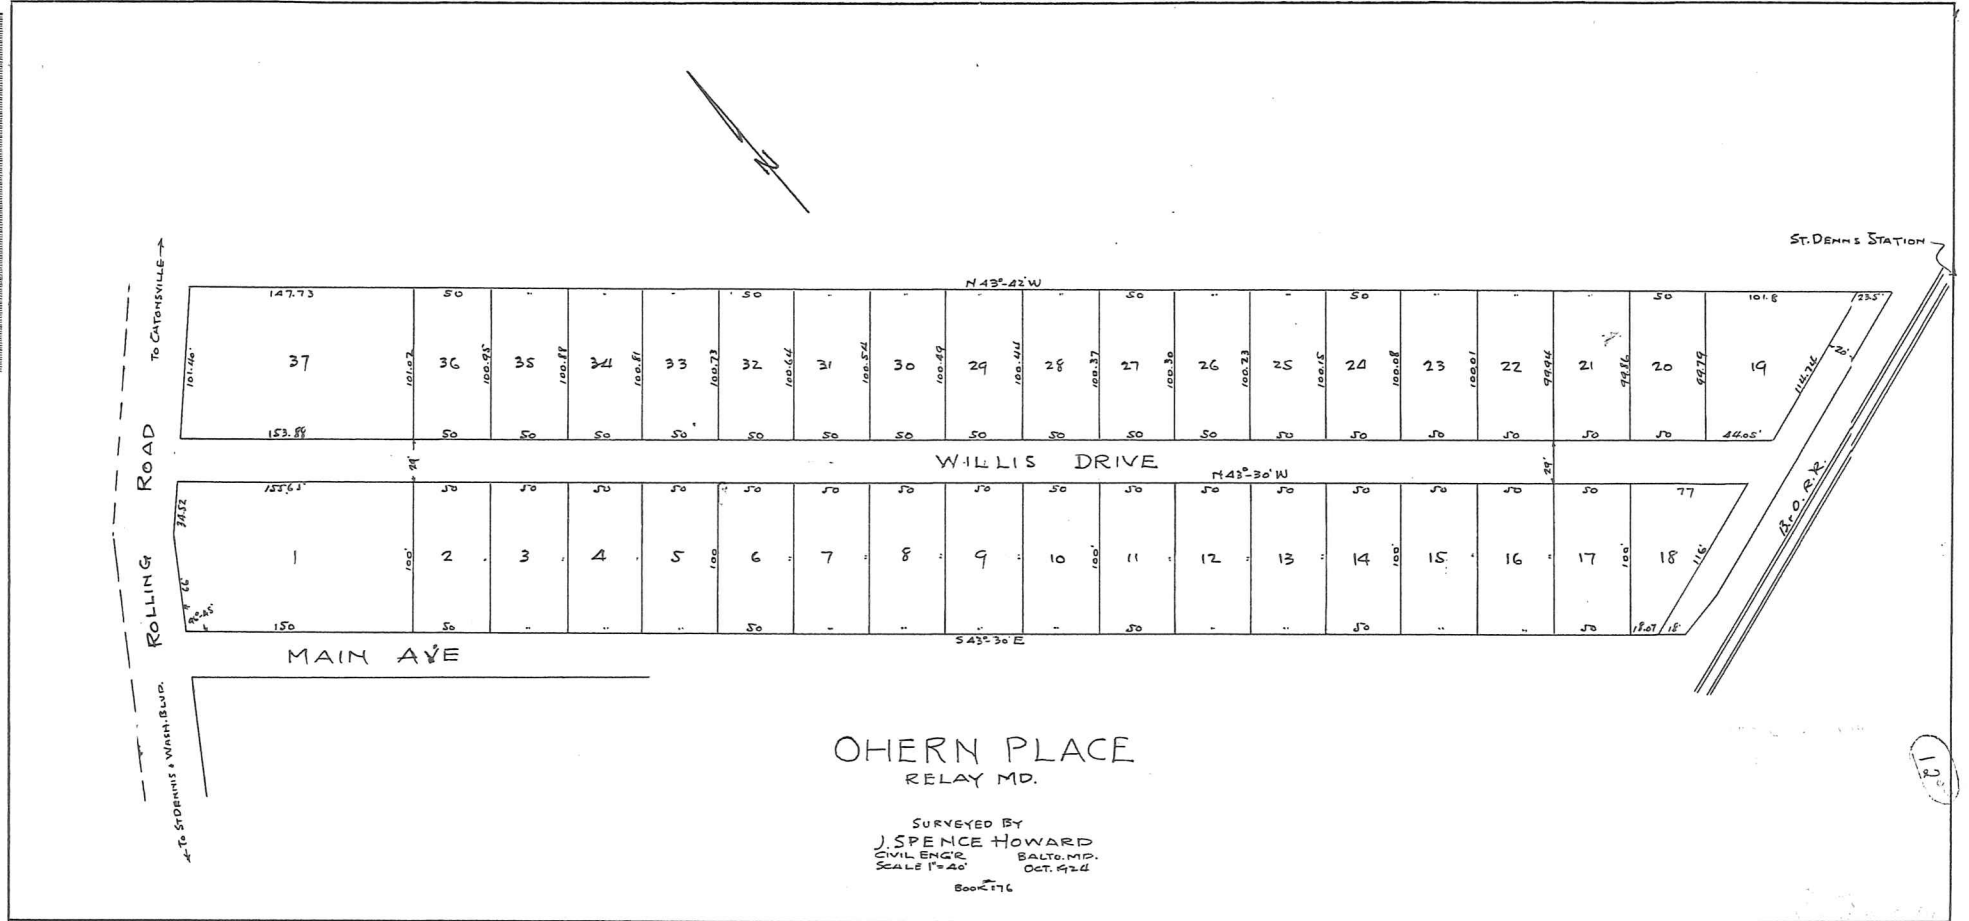 N
ST. DENNIS STATION
TO CATONSVILLE
N 43°-42'W
147.73 50 " " " 50 " " " " 50 " " 50 " " " 50 101.8 23.5'
101.40' 37 101.02 36 100.95 35 100.88 34 100.81 33 100.73 32 100.64 31 100.54 30 100.49 29 100.44 28 100.37 27 100.30 26 100.23 25 100.15 24 100.08 23 100.01 22 99.94 21 99.86 20 99.79 19 114.74 20'
153.88 50 50 50 50 50 50 50 50 50 50 50 50 50 50 50 50 50 44.05'
WILLIS DRIVE
29' 29'
N 43°-30'W
155.65' 50 50 50 50 50 50 50 50 50 50 50 50 50 50 50 50 77
34.52 1 100' 2 " 3 " 4 " 5 100 6 " 7 " 8 " 9 " 10 100' 11 " 12 " 13 " 14 100' 15 " 16 " 17 100' 18 116'
66'
90°-45'
150 50 " " " 50 " " " " 50 " " 50 " " 50 18.07 18'
S 43°-30'E
B & O. R.R.
ROLLING ROAD
MAIN AVE
TO ST DENNIS & WASH. BLVD.
OHERN PLACE
RELAY MD.
SURVEYED BY
J. SPENCE HOWARD
CIVIL ENG'R BALTO. MD.
SCALE 1"=40' OCT. 1924
BOOK #176
12